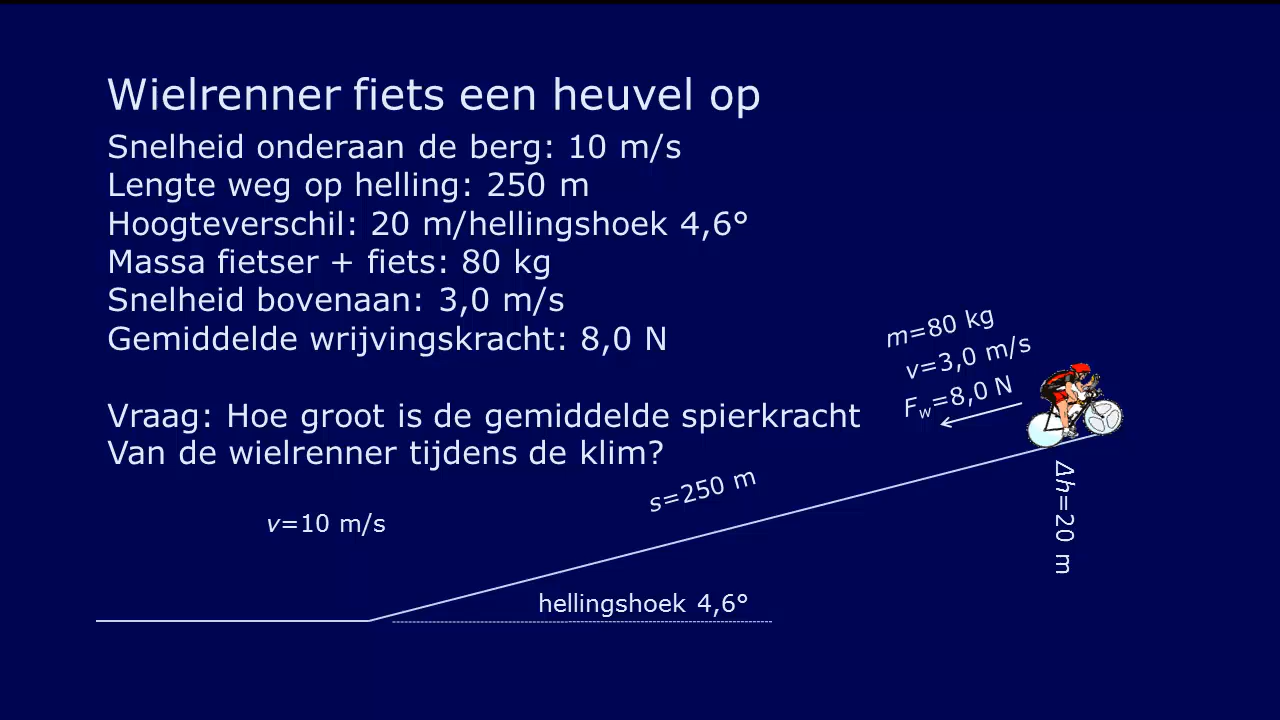 Wielrenner fiets een heuvel op
Snelheid onderaan de berg: 10 m/s
Lengte weg op helling: 250 m
Hoogteverschil: 20 m/hellingshoek 4,6°
Massa fietser + fiets: 80 kg
Snelheid bovenaan: 3,0 m/s
Gemiddelde wrijvingskracht: 8,0 N
Vraag: Hoe groot is de gemiddelde spierkracht
Van de wielrenner tijdens de klim?
m=80 kg
v=3,0 m/s
Fw=8,0 N
s=250 m
Δh=20 m
v=10 m/s
hellingshoek 4,6°